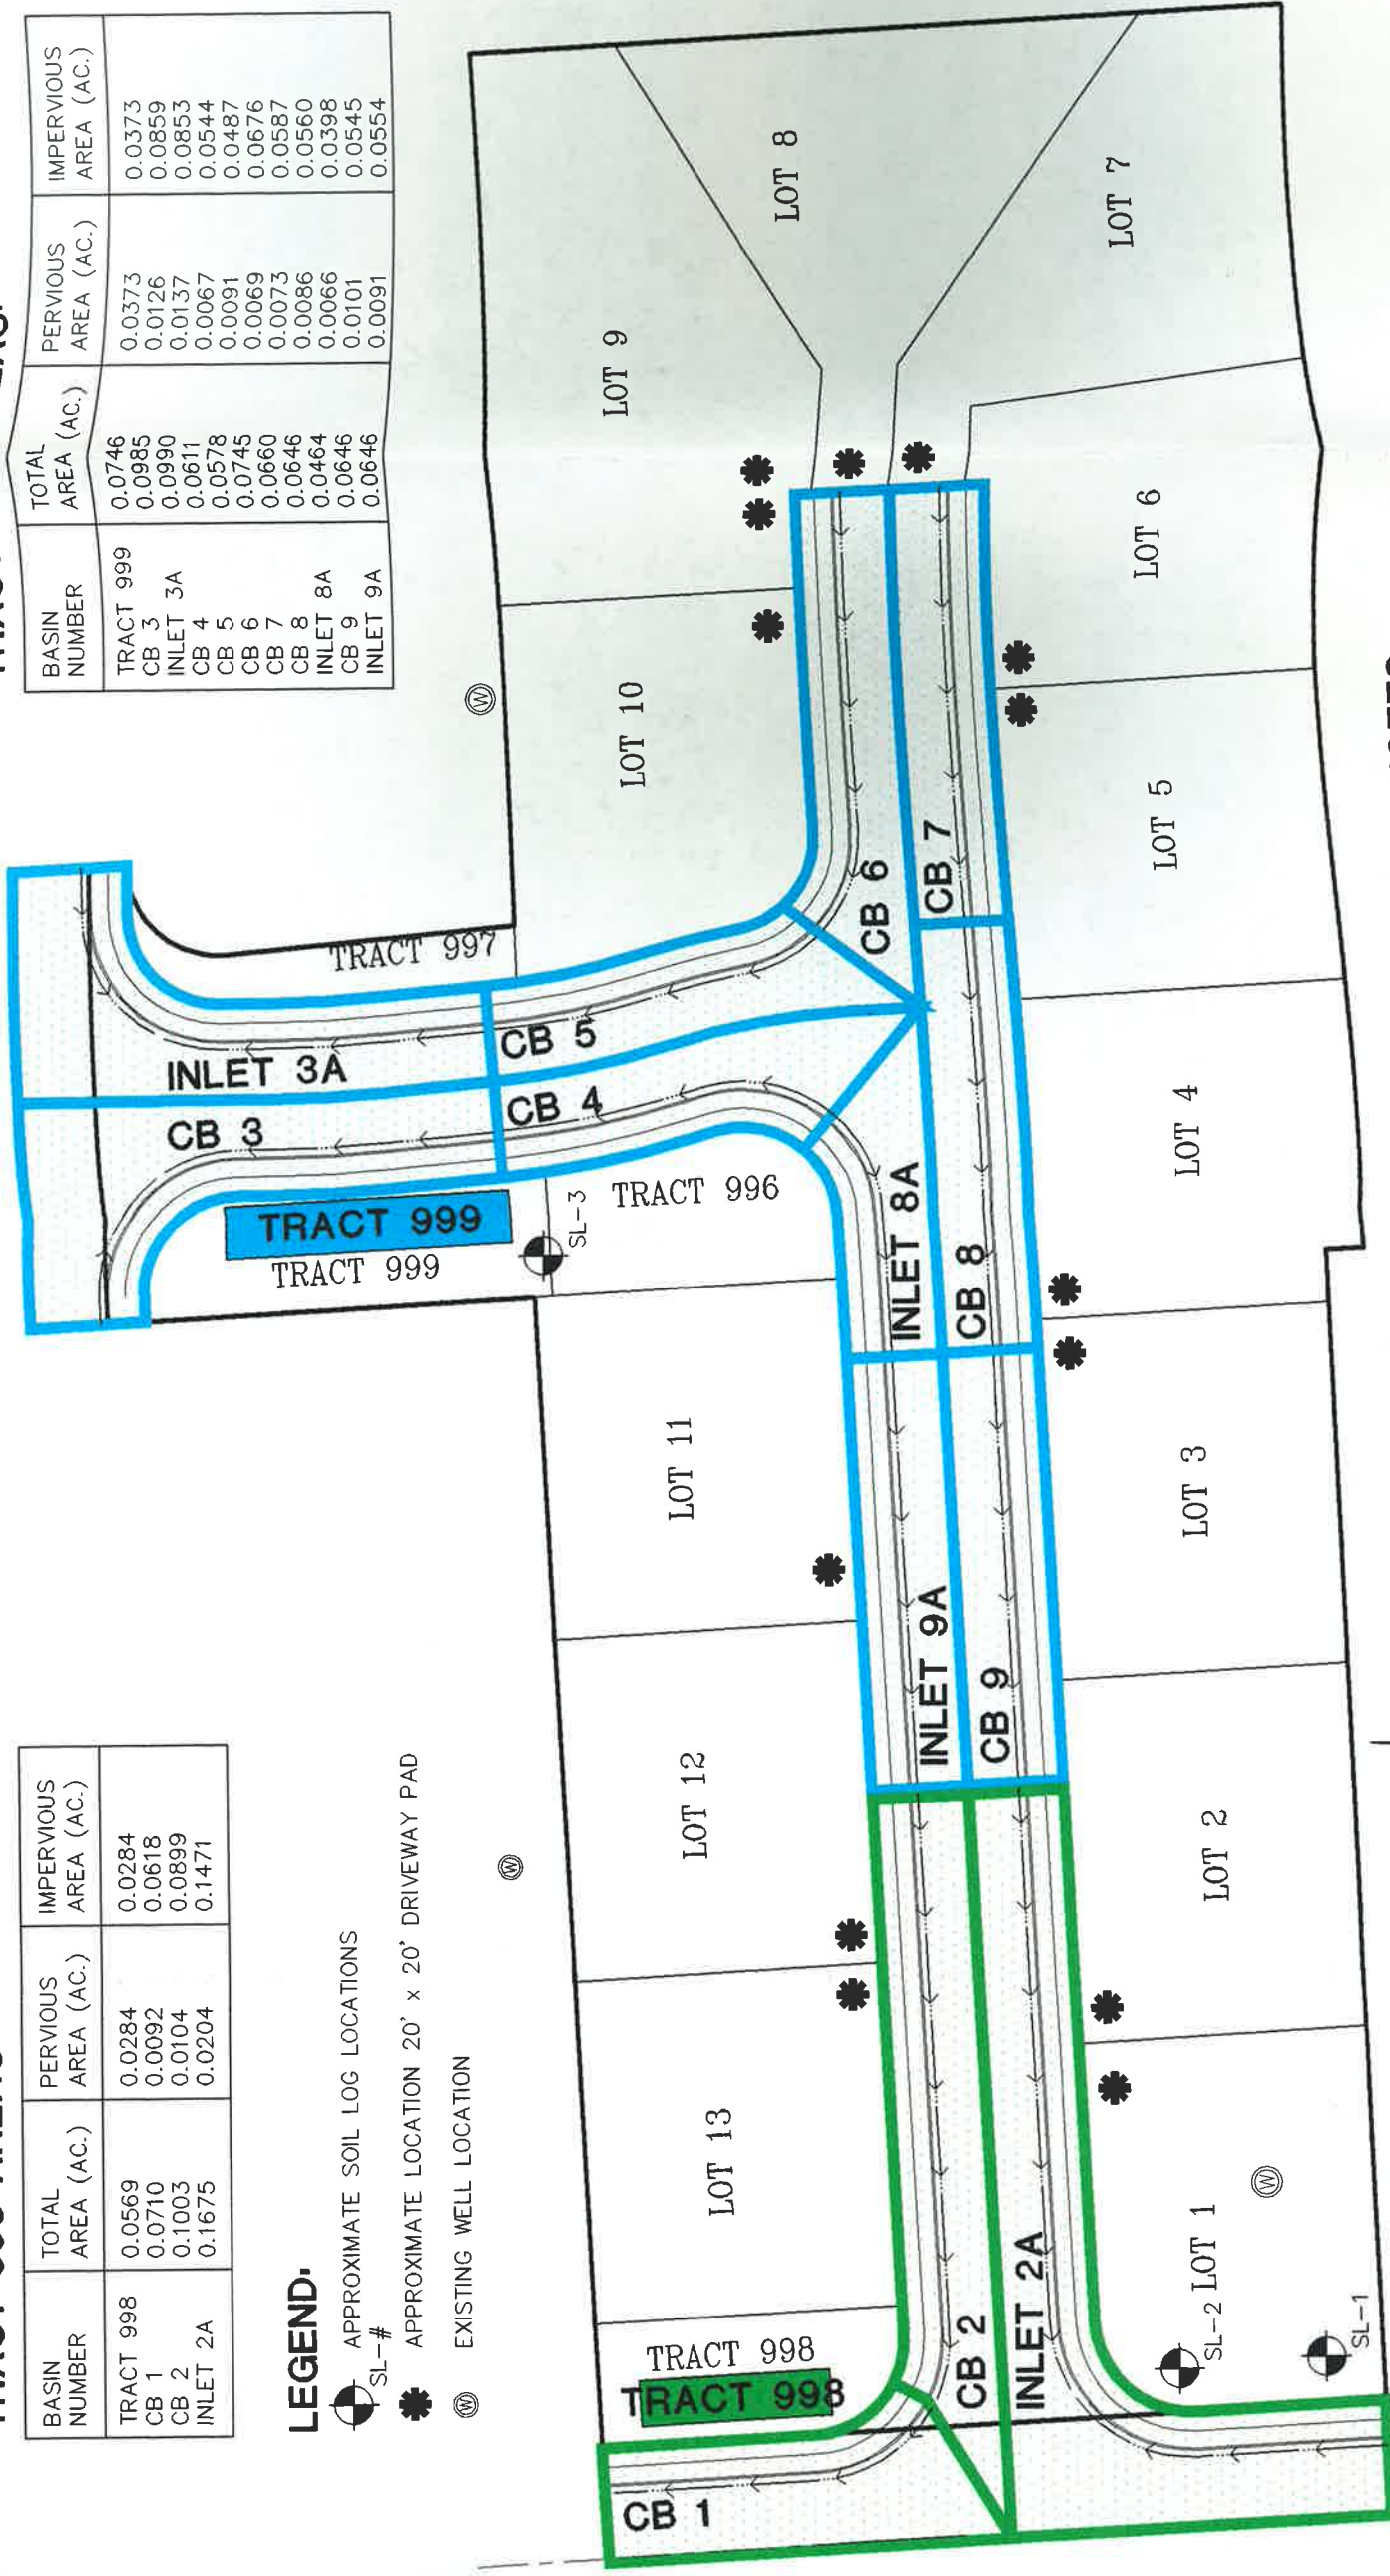 BASIN NUMBER TOTAL AREA (AC.) PERVIOUS AREA (AC.) IMPERVIOUS AREA (AC.)
TRACT 998 0.0569 0.0284 0.0284
CB 1 0.0710 0.0092 0.0618
CB 2 0.1003 0.0104 0.0899
INLET 2A 0.1675 0.0204 0.1471
BASIN NUMBER TOTAL AREA (AC.) PERVIOUS AREA (AC.) IMPERVIOUS AREA (AC.)
TRACT 999 0.0746 0.0373 0.0373
CB 3 0.0985 0.0126 0.0859
INLET 3A 0.0990 0.0137 0.0853
CB 4 0.0611 0.0067 0.0544
CB 5 0.0578 0.0091 0.0487
CB 6 0.0745 0.0069 0.0676
CB 7 0.0660 0.0073 0.0587
CB 8 0.0646 0.0086 0.0560
INLET 8A 0.0464 0.0066 0.0398
CB 9 0.0646 0.0101 0.0545
INLET 9A 0.0646 0.0091 0.0554
LEGEND:
SL-# APPROXIMATE SOIL LOG LOCATIONS
APPROXIMATE LOCATION 20' x 20' DRIVEWAY PAD
W EXISTING WELL LOCATION
W
W
INLET 3A
CB 3
TRACT 997
TRACT 999
TRACT 999
CB 5
CB 4
SL-3
TRACT 996
LOT 13
LOT 12
LOT 11
LOT 10
LOT 9
LOT 8
LOT 7
TRACT 998
TRACT 998
CB 1
CB 2
INLET 2A
INLET 9A
CB 9
INLET 8A
CB 8
CB 6
CB 7
SL-2
LOT 1
W
SL-1
LOT 2
LOT 3
LOT 4
LOT 5
LOT 6